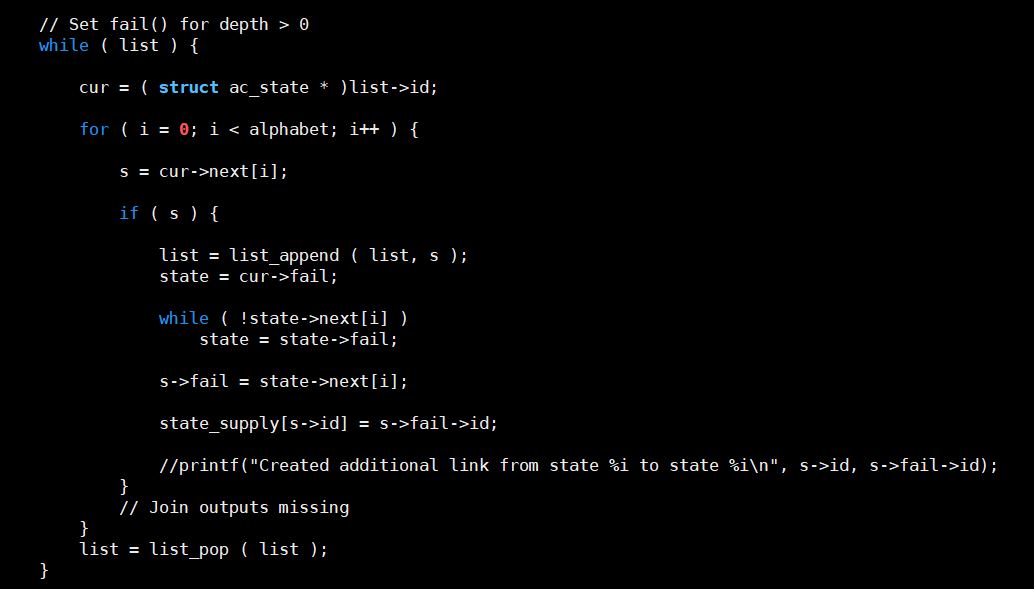 // Set fail() for depth > 0
while ( list ) {
cur = ( struct ac_state * )list->id;
for ( i = 0; i < alphabet; i++ ) {
s = cur->next[i];
if ( s ) {
list = list_append ( list, s );
state = cur->fail;
while ( !state->next[i] )
state = state->fail;
s->fail = state->next[i];
state_supply[s->id] = s->fail->id;
//printf("Created additional link from state %i to state %i\n", s->id, s->fail->id);
}
// Join outputs missing
}
list = list_pop ( list );
}